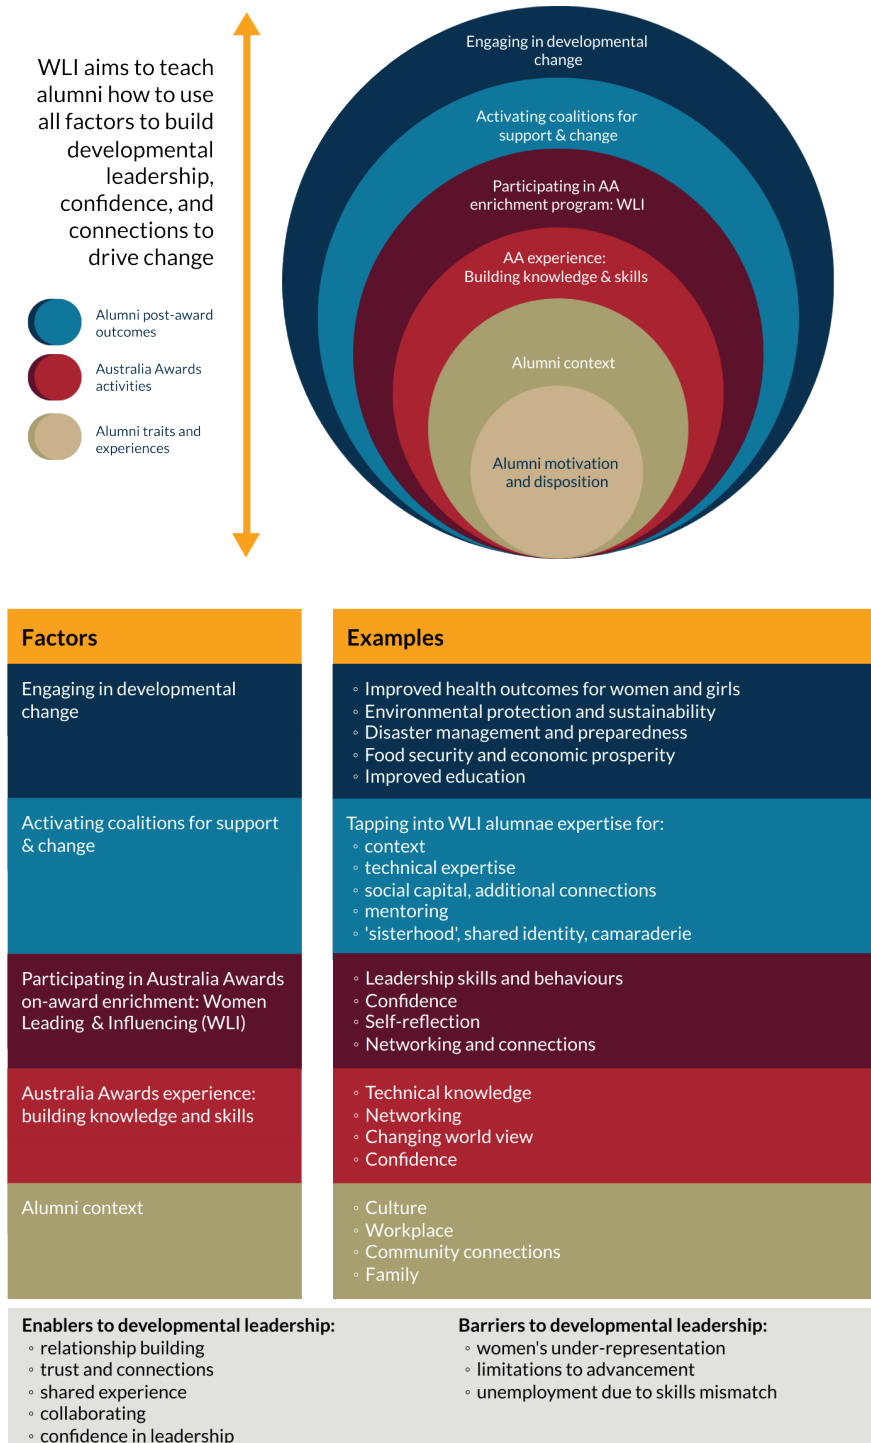 WLI aims to teach
alumni how to use
all factors to build
developmental
leadership,
confidence, and
connections to
drive change
Alumni post-award
outcomes
Australia Awards
activities
Alumni traits and
experiences
Engaging in developmental
change
Activating coalitions for
support & change
Participating in AA
enrichment program: WLI
AA experience:
Building knowledge & skills
Alumni context
Alumni motivation
and disposition
Factors
Examples
Engaging in developmental
change
◦ Improved health outcomes for women and girls
◦ Environmental protection and sustainability
◦ Disaster management and preparedness
◦ Food security and economic prosperity
◦ Improved education
Activating coalitions for support
& change
Tapping into WLI alumnae expertise for:
◦ context
◦ technical expertise
◦ social capital, additional connections
◦ mentoring
◦ 'sisterhood', shared identity, camaraderie
Participating in Australia Awards
on-award enrichment: Women
Leading & Influencing (WLI)
◦ Leadership skills and behaviours
◦ Confidence
◦ Self-reflection
◦ Networking and connections
Australia Awards experience:
building knowledge and skills
◦ Technical knowledge
◦ Networking
◦ Changing world view
◦ Confidence
Alumni context
◦ Culture
◦ Workplace
◦ Community connections
◦ Family
Enablers to developmental leadership:
◦ relationship building
◦ trust and connections
◦ shared experience
◦ collaborating
◦ confidence in leadership
Barriers to developmental leadership:
◦ women's under-representation
◦ limitations to advancement
◦ unemployment due to skills mismatch